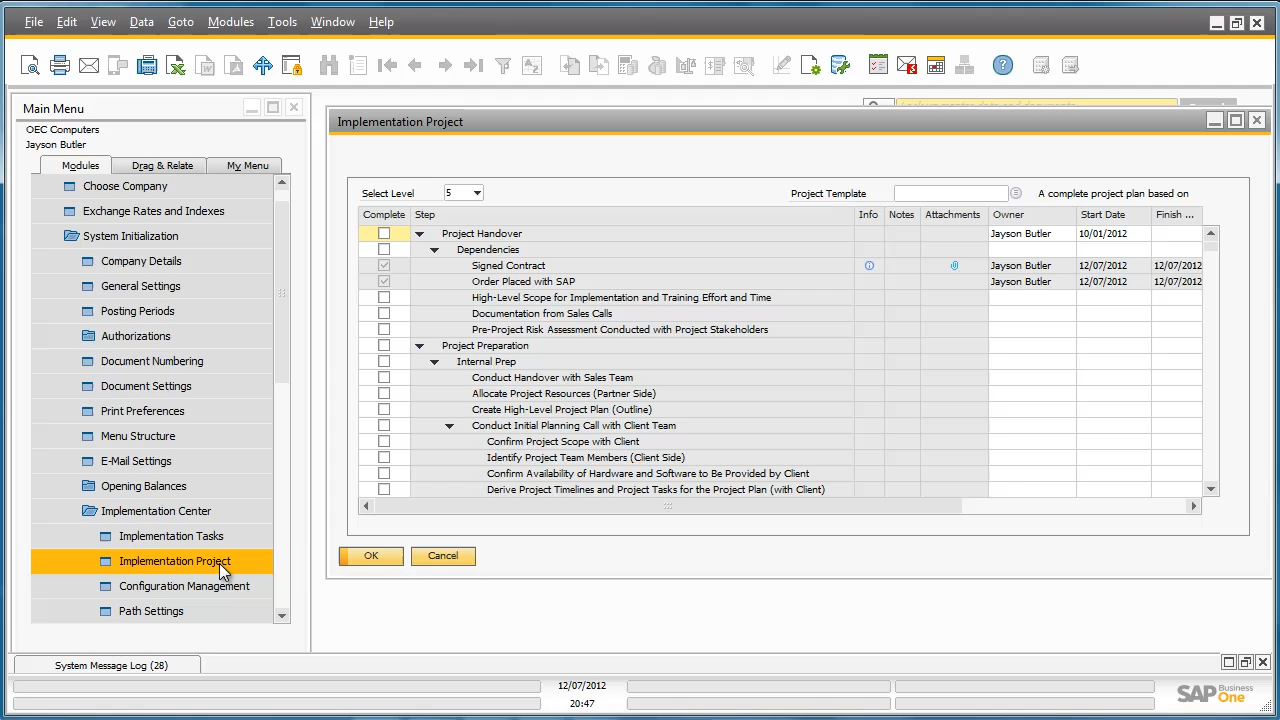 File Edit View Data Goto Modules Tools Window Help
Main Menu
OEC Computers
Jayson Butler
Modules Drag & Relate My Menu
Choose Company
Exchange Rates and Indexes
System Initialization
Company Details
General Settings
Posting Periods
Authorizations
Document Numbering
Document Settings
Print Preferences
Menu Structure
E-Mail Settings
Opening Balances
Implementation Center
Implementation Tasks
Implementation Project
Configuration Management
Path Settings
Implementation Project
Select Level 5 Project Template A complete project plan based on
Complete Step Info Notes Attachments Owner Start Date Finish ...
Project Handover Jayson Butler 10/01/2012
Dependencies
Signed Contract Jayson Butler 12/07/2012 12/07/2012
Order Placed with SAP Jayson Butler 12/07/2012 12/07/2012
High-Level Scope for Implementation and Training Effort and Time
Documentation from Sales Calls
Pre-Project Risk Assessment Conducted with Project Stakeholders
Project Preparation
Internal Prep
Conduct Handover with Sales Team
Allocate Project Resources (Partner Side)
Create High-Level Project Plan (Outline)
Conduct Initial Planning Call with Client Team
Confirm Project Scope with Client
Identify Project Team Members (Client Side)
Confirm Availability of Hardware and Software to Be Provided by Client
Derive Project Timelines and Project Tasks for the Project Plan (with Client)
OK Cancel
System Message Log (28)
12/07/2012
20:47
SAP Business One